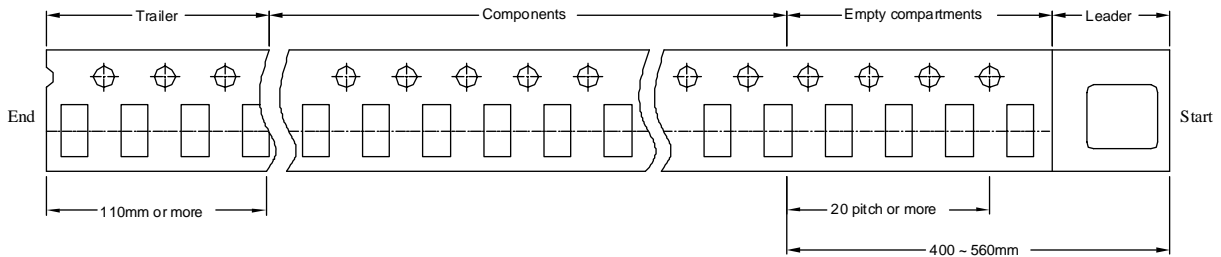 Trailer
Components
Empty compartments
Leader
End
Start
110mm or more
20 pitch or more
400 ~ 560mm